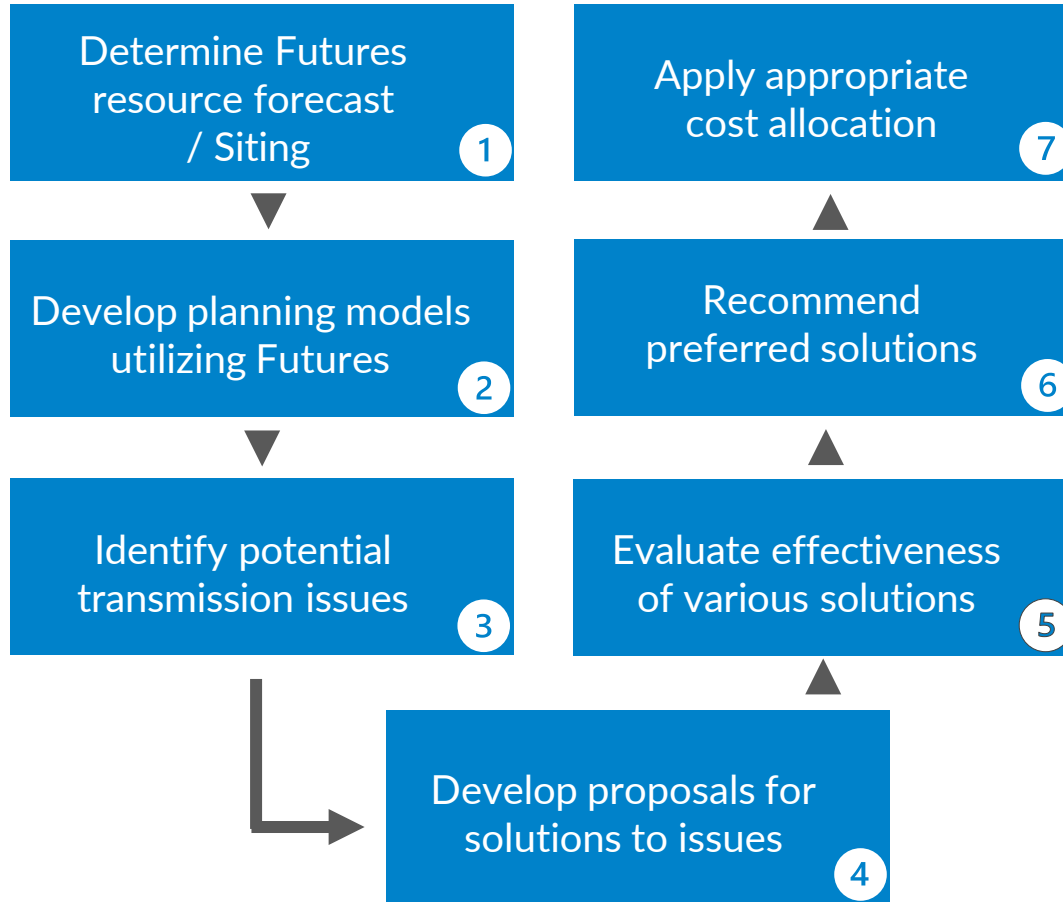 Determine Futures
resource forecast
/ Siting
1
Develop planning models
utilizing Futures
2
Identify potential
transmission issues
3
Develop proposals for
solutions to issues
4
Evaluate effectiveness
of various solutions
5
Recommend
preferred solutions
6
Apply appropriate
cost allocation
7